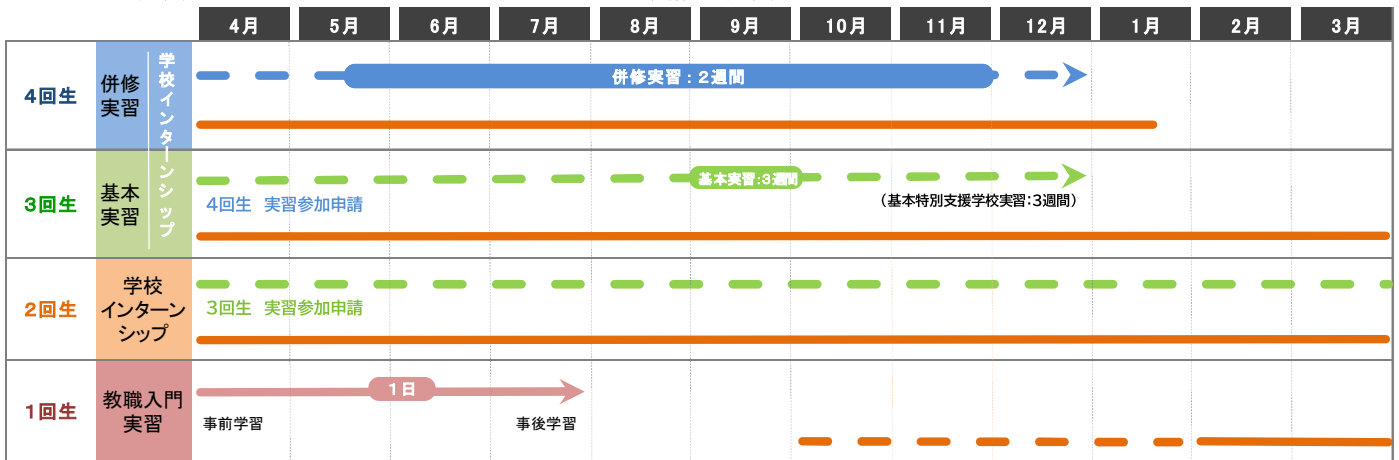 4月 5月 6月 7月 8月 9月 10月 11月 12月 1月 2月 3月
4回生
併修
実習
学校インターンシップ
併修実習：2週間
3回生
基本
実習
基本実習:3週間
4回生 実習参加申請
（基本特別支援学校実習:3週間）
2回生
学校
インターン
シップ
3回生 実習参加申請
1回生
教職入門
実習
1日
事前学習
事後学習